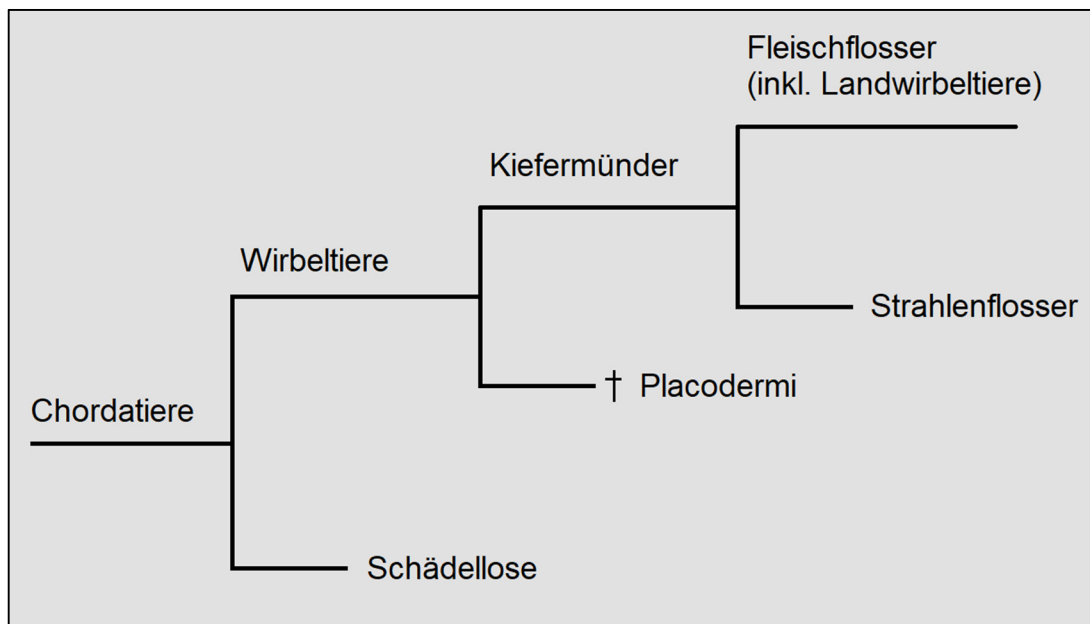 Fleischflosser
(inkl. Landwirbeltiere)
Kiefermünder
Wirbeltiere
Strahlenflosser
† Placodermi
Chordatiere
Schädellose